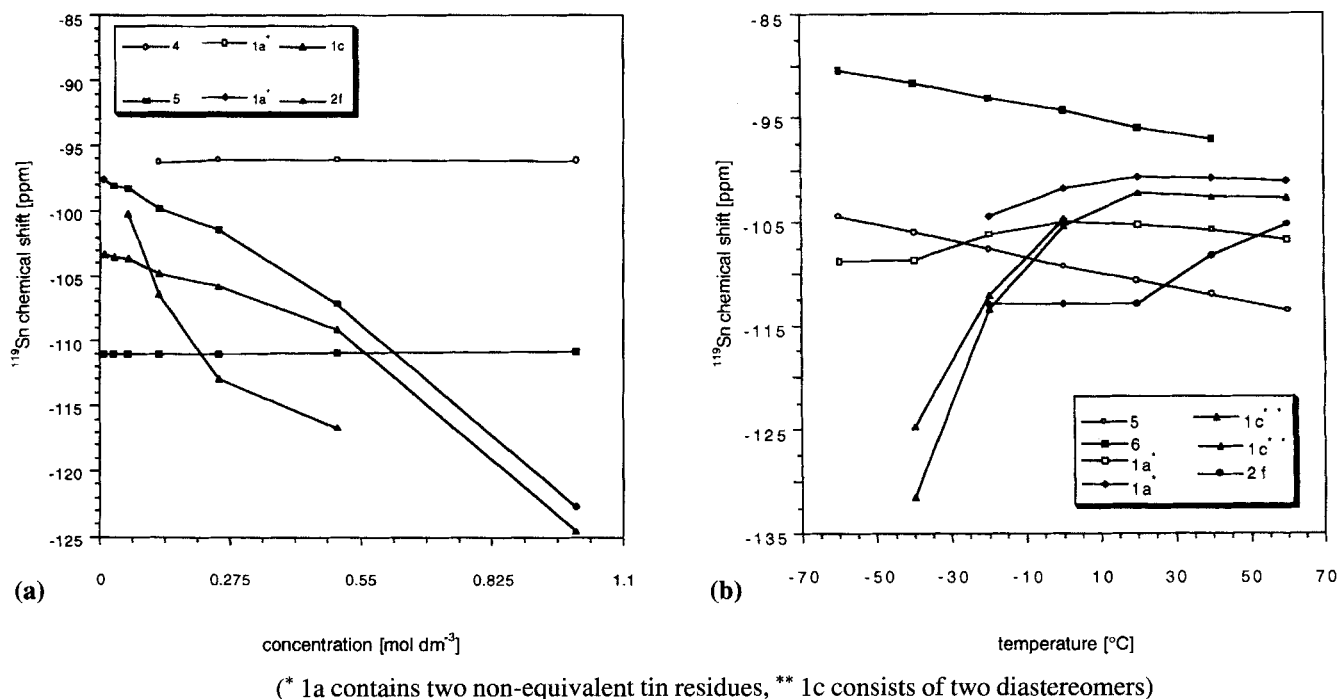 -85
-90
-95
-100
-105
-110
-115
-120
-125
¹¹⁹Sn chemical shift [ppm]
4
1a*
1c
5
1a*
2f
0
0.275
0.55
0.825
1.1
(a)
concentration [mol dm⁻³]
-85
-95
-105
-115
-125
-135
¹¹⁹Sn chemical shift [ppm]
5
6
1a*
1a*
1c**
1c**
2f
-70
-50
-30
-10
10
30
50
70
(b)
temperature [°C]
(* 1a contains two non-equivalent tin residues, ** 1c consists of two diastereomers)